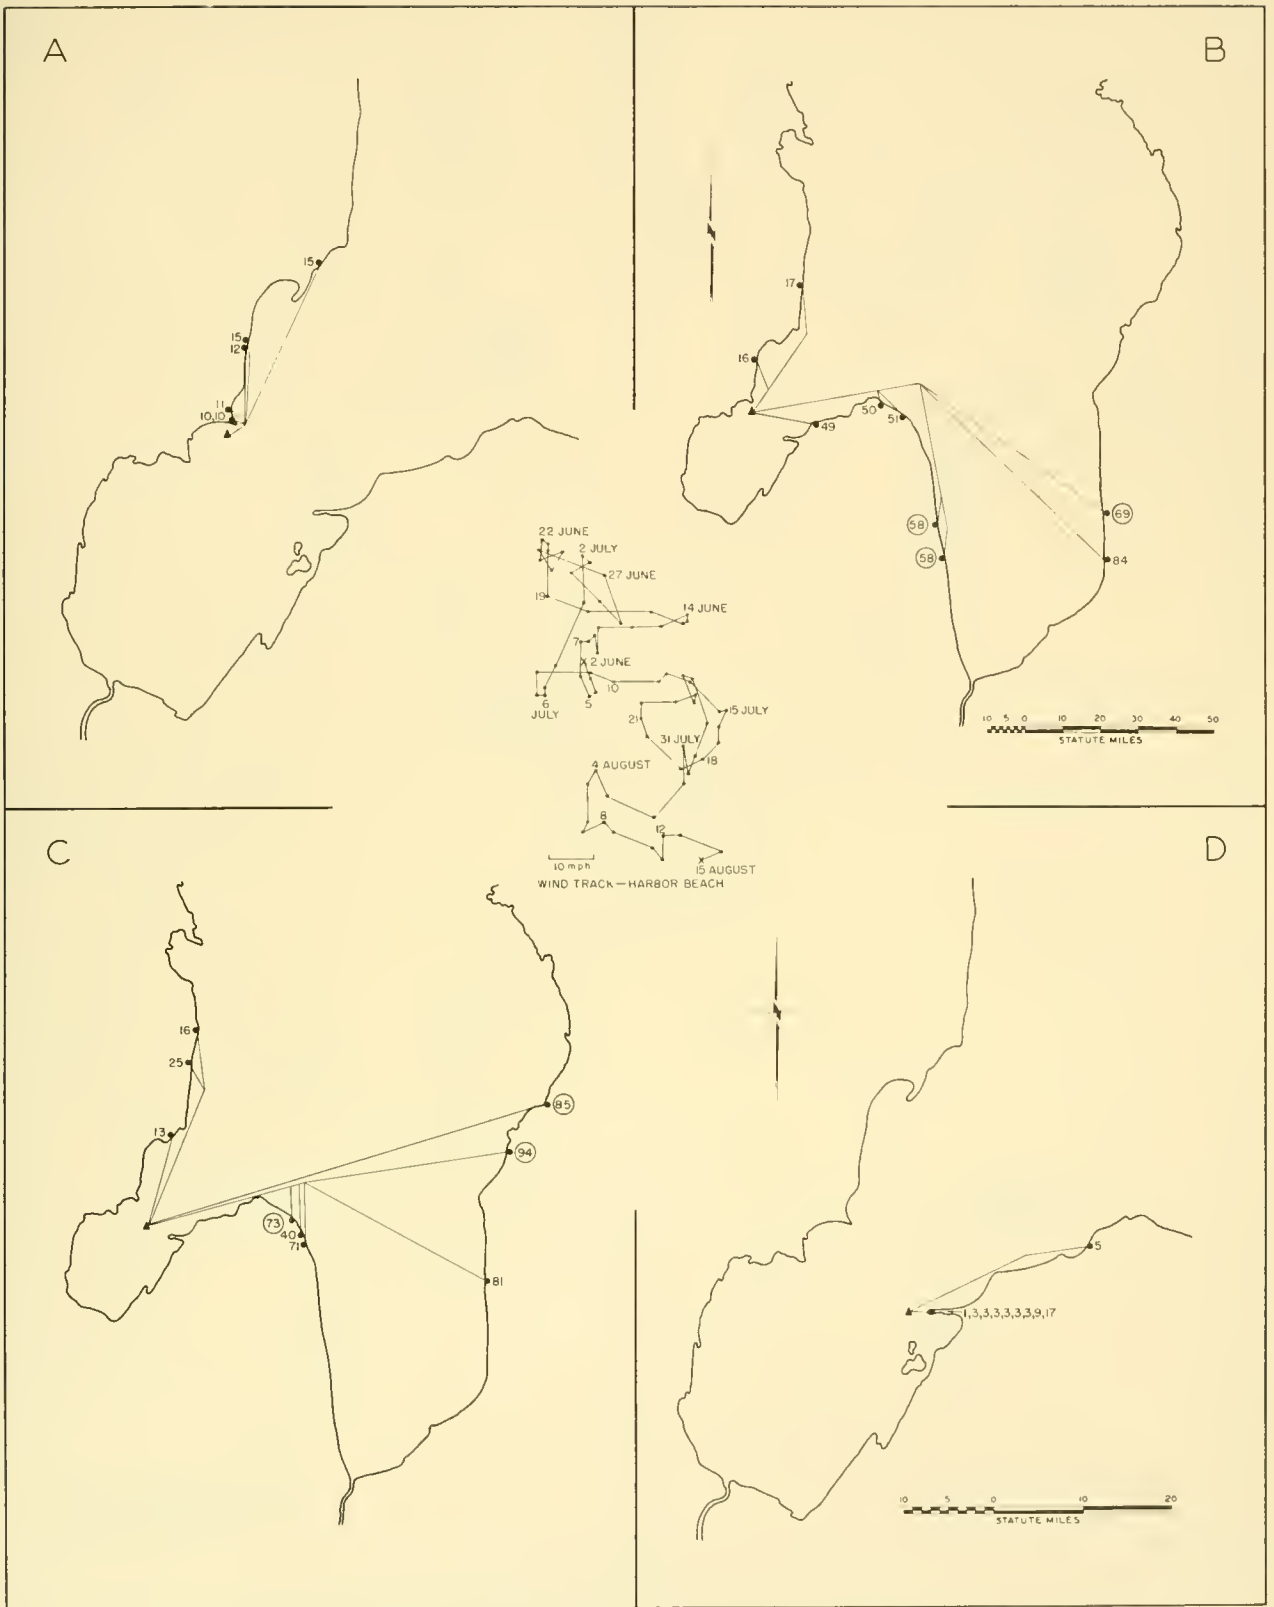 A
15
15
12
11
10,10
B
17
16
50
51
49
58
58
69
84
10 5 0 10 20 30 40 50
STATUTE MILES
22 JUNE
2 JULY
27 JUNE
19
14 JUNE
7
2 JUNE
10
6
JULY
5
15 JULY
21
31 JULY
18
4 AUGUST
8
12
15 AUGUST
10 mph
WIND TRACK—HARBOR BEACH
C
16
25
13
85
94
73
40
71
81
D
5
1,3,3,3,3,3,3,9,17
10 5 0 10 20
STATUTE MILES